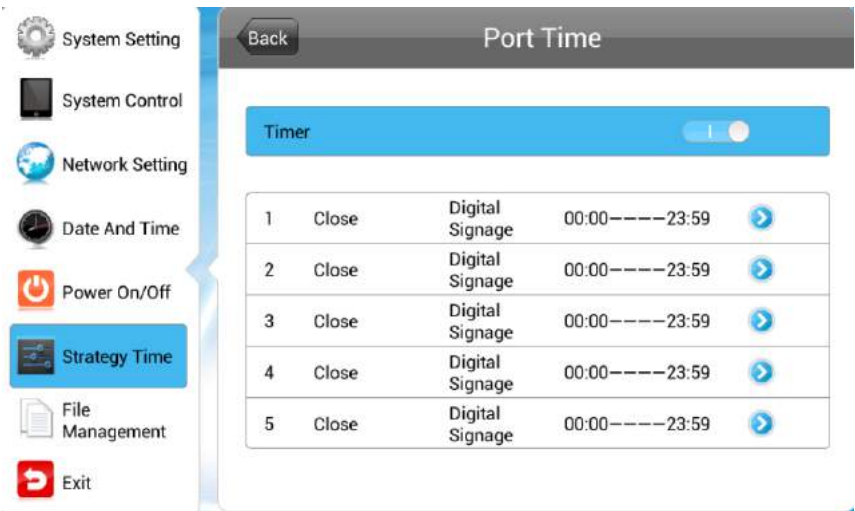 System Setting
System Control
Network Setting
Date And Time
Power On/Off
Strategy Time
File
Management
Exit
Back
Port Time
Timer
1 Close Digital Signage 00:00----23:59
2 Close Digital Signage 00:00----23:59
3 Close Digital Signage 00:00----23:59
4 Close Digital Signage 00:00----23:59
5 Close Digital Signage 00:00----23:59